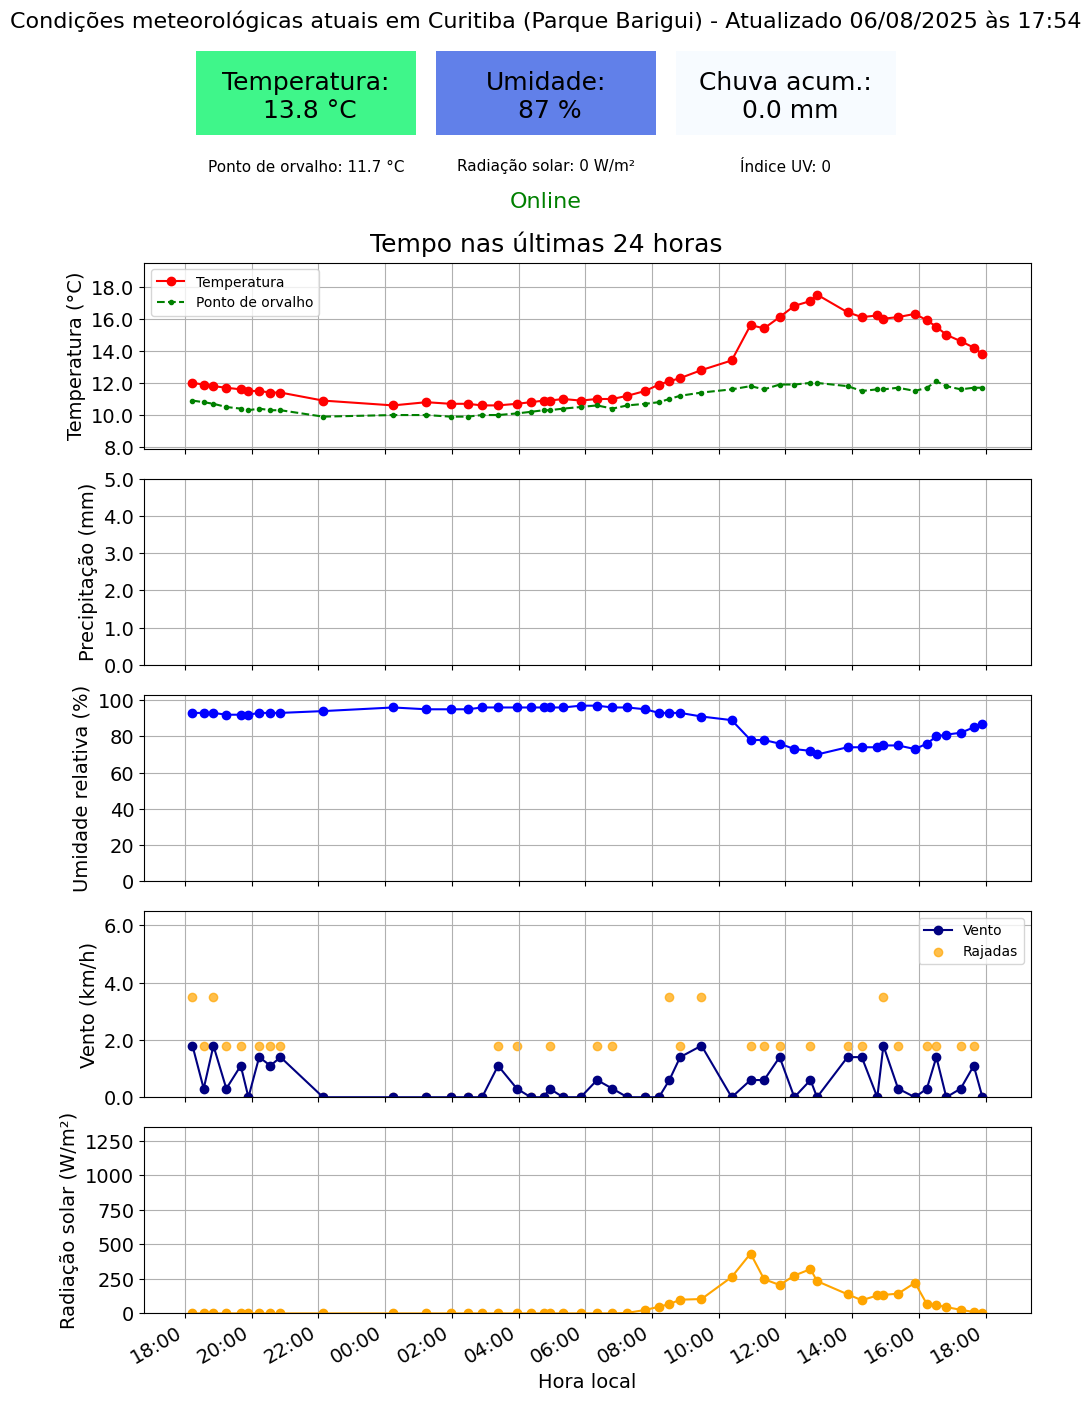 Condições meteorológicas atuais em Curitiba (Parque Barigui) - Atualizado 06/08/2025 às 17:54
Temperatura:
13.8 °C
Umidade:
87 %
Chuva acum.:
0.0 mm
Ponto de orvalho: 11.7 °C
Radiação solar: 0 W/m²
Índice UV: 0
Online
Tempo nas últimas 24 horas
Temperatura (°C)
18.0
16.0
14.0
12.0
10.0
8.0
Temperatura
Ponto de orvalho
Precipitação (mm)
5.0
4.0
3.0
2.0
1.0
0.0
Umidade relativa (%)
100
80
60
40
20
0
Vento (km/h)
6.0
4.0
2.0
0.0
Vento
Rajadas
Radiação solar (W/m²)
1250
1000
750
500
250
0
18:00
20:00
22:00
00:00
02:00
04:00
06:00
08:00
10:00
12:00
14:00
16:00
18:00
Hora local